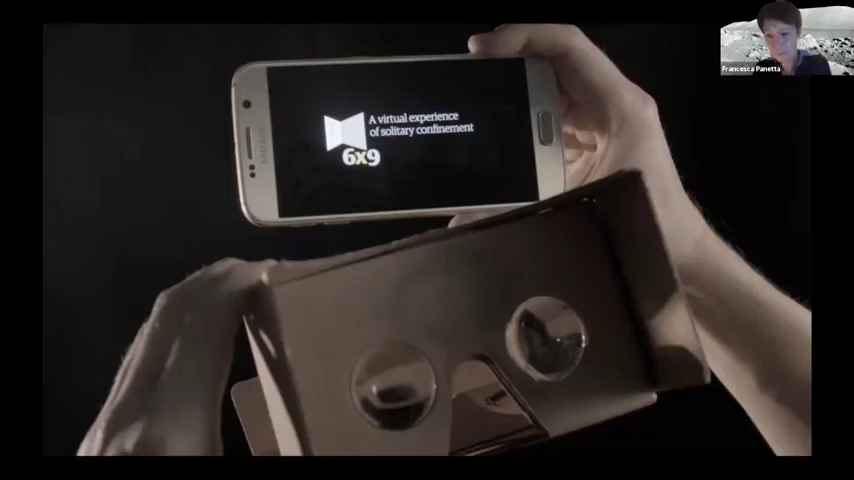 A virtual experience
of solitary confinement
6x9
Francesca Panetta